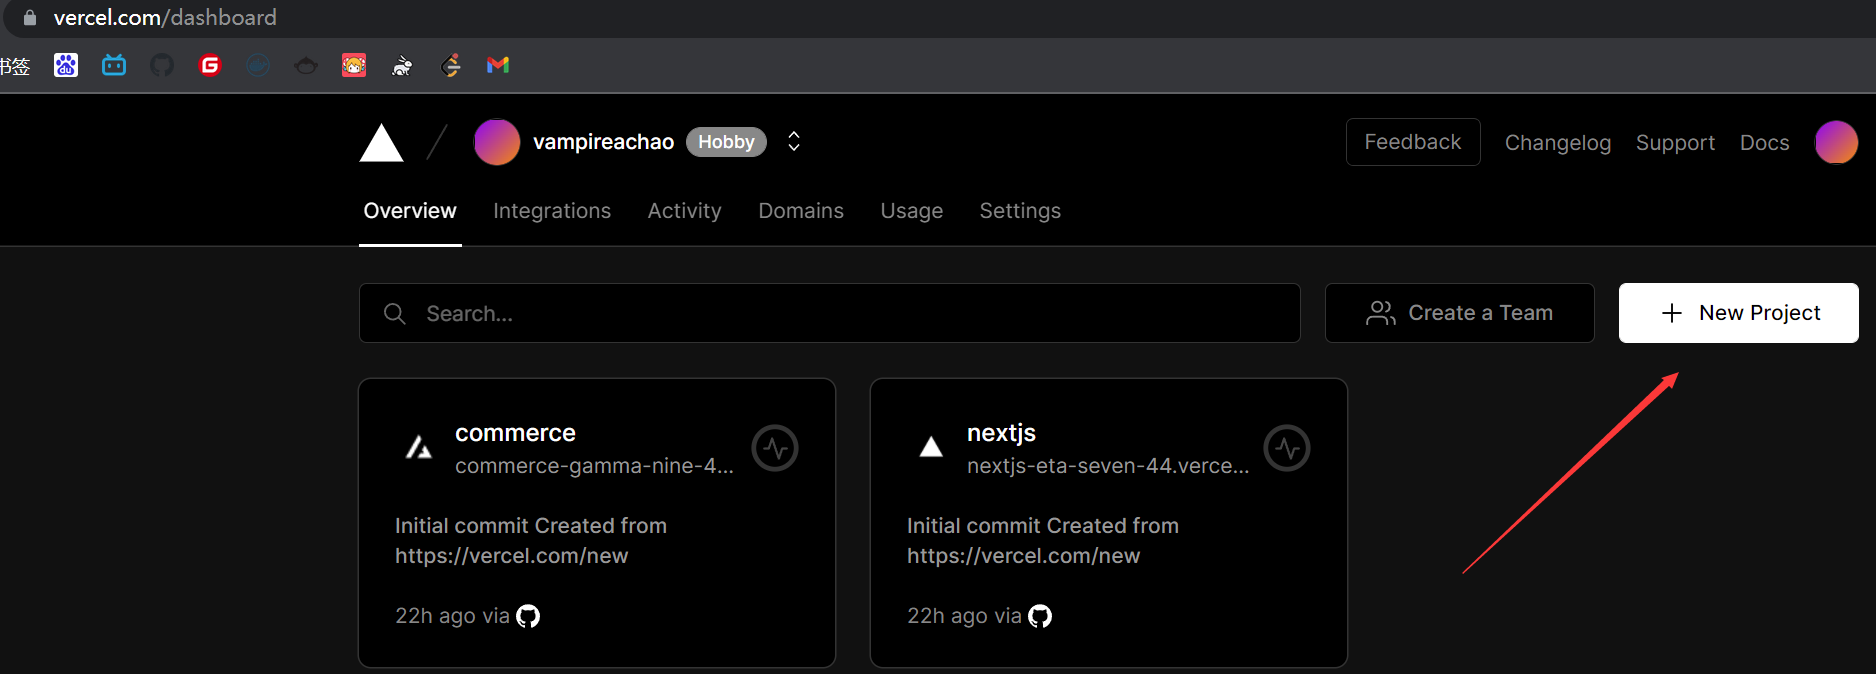 vercel.com/dashboard
书签
du
G
vampireachao Hobby
Feedback Changelog Support Docs
Overview Integrations Activity Domains Usage Settings
Search...
Create a Team
+ New Project
commerce
commerce-gamma-nine-4...
Initial commit Created from
https://vercel.com/new
22h ago via
nextjs
nextjs-eta-seven-44.verce...
Initial commit Created from
https://vercel.com/new
22h ago via